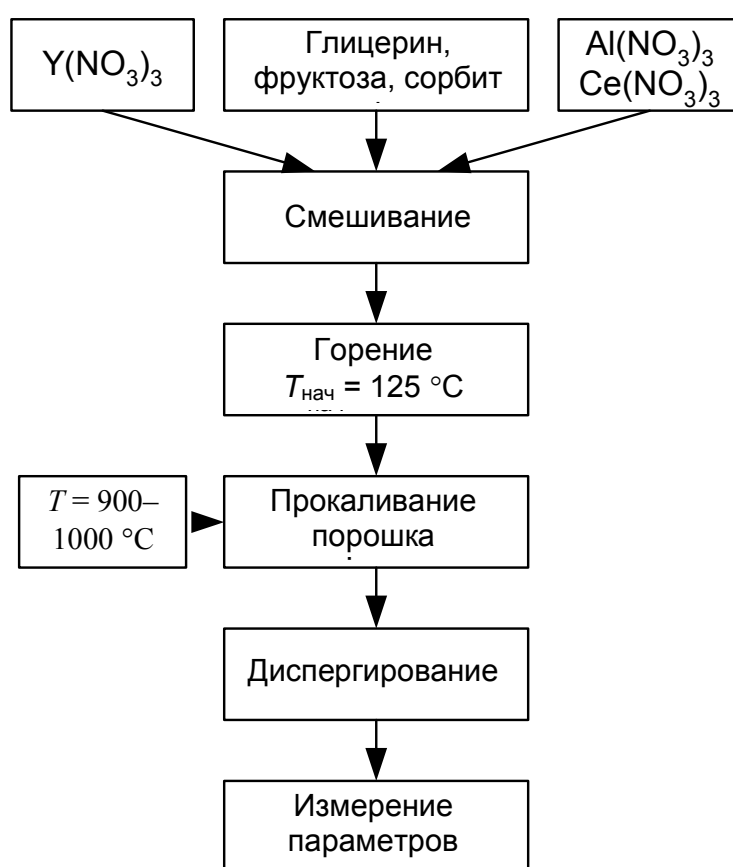 Y(NO₃)₃
Глицерин,
фруктоза, сорбит
Al(NO₃)₃
Ce(NO₃)₃
Смешивание
Горение
Tнач = 125 °C
T = 900–
1000 °C
Прокаливание
порошка
Диспергирование
Измерение
параметров